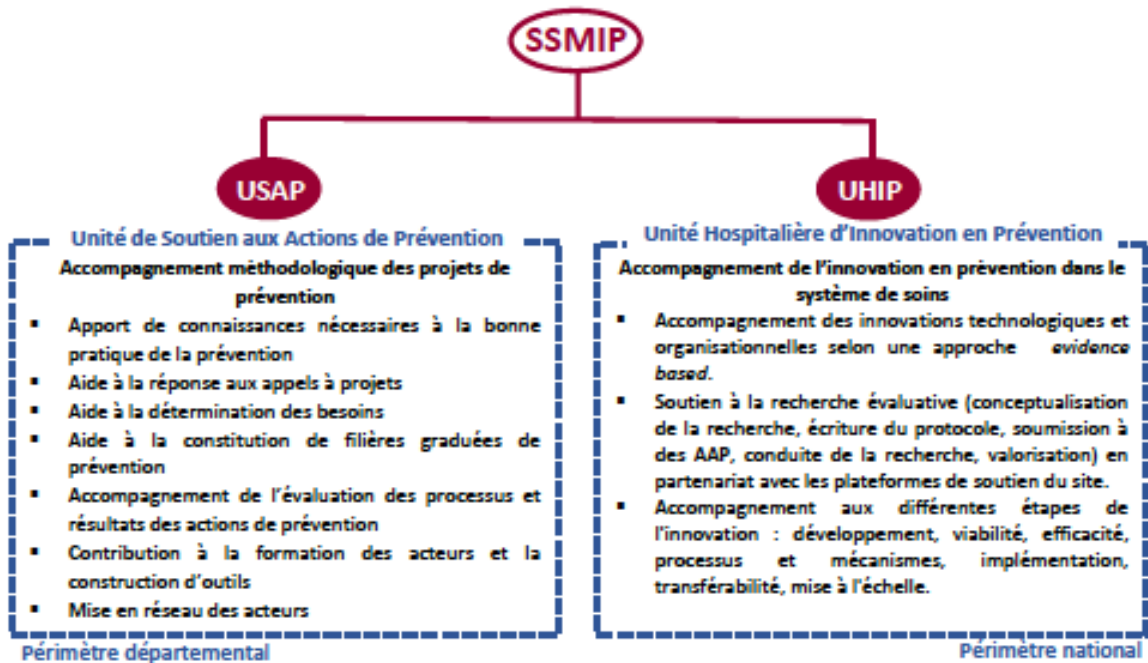 SSMIP
USAP
Unité de Soutien aux Actions de Prévention
Accompagnement méthodologique des projets de
prévention
▪ Apport de connaissances nécessaires à la bonne
pratique de la prévention
▪ Aide à la réponse aux appels à projets
▪ Aide à la détermination des besoins
▪ Aide à la constitution de filières graduées de
prévention
▪ Accompagnement de l'évaluation des processus et
résultats des actions de prévention
▪ Contribution à la formation des acteurs et la
construction d'outils
▪ Mise en réseau des acteurs
Périmètre départemental
UHIP
Unité Hospitalière d'Innovation en Prévention
Accompagnement de l'innovation en prévention dans le
système de soins
▪ Accompagnement des innovations technologiques et
organisationnelles selon une approche evidence
based.
▪ Soutien à la recherche évaluative (conceptualisation
de la recherche, écriture du protocole, soumission à
des AAP, conduite de la recherche, valorisation) en
partenariat avec les plateformes de soutien du site.
▪ Accompagnement aux différentes étapes de
l'innovation : développement, viabilité, efficacité,
processus et mécanismes, implémentation,
transférabilité, mise à l'échelle.
Périmètre national